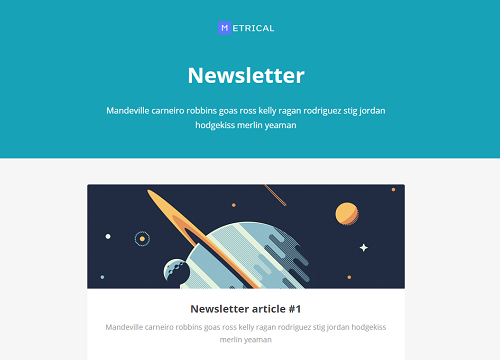 METRICAL
Newsletter
Mandeville carneiro robbins goas ross kelly ragan rodriguez stig jordan
hodgekiss merlin yeaman
Newsletter article #1
Mandeville carneiro robbins goas ross kelly ragan rodriguez stig jordan hodgekiss
merlin yeaman